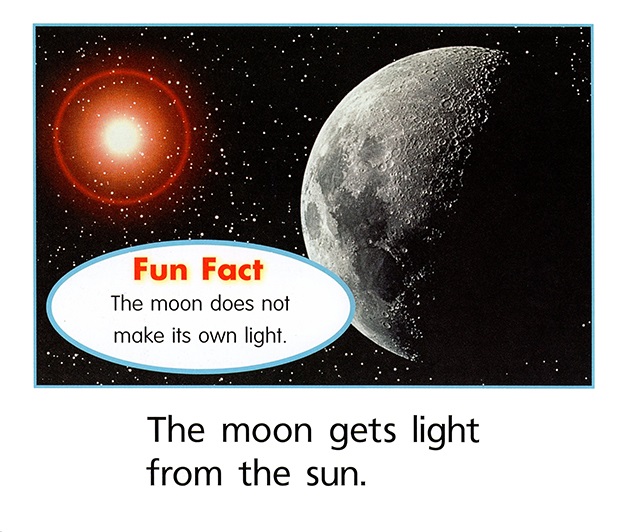 Fun Fact
The moon does not
make its own light.
The moon gets light
from the sun.